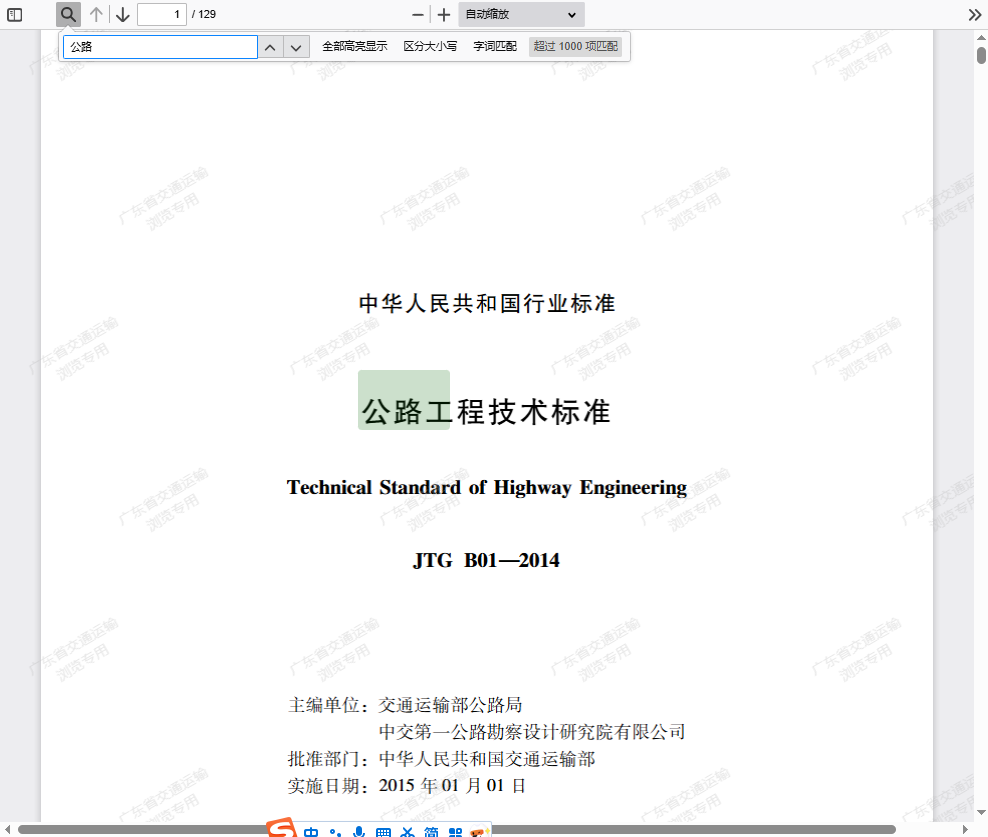 1 / 129
自动缩放
公路
全部高亮显示 区分大小写 字词匹配 超过 1000 项匹配
中华人民共和国行业标准
公路工程技术标准
Technical Standard of Highway Engineering
JTG B01—2014
主编单位：交通运输部公路局
中交第一公路勘察设计研究院有限公司
批准部门：中华人民共和国交通运输部
实施日期：2015 年 01 月 01 日
广东省交通运输
浏览专用
中 简